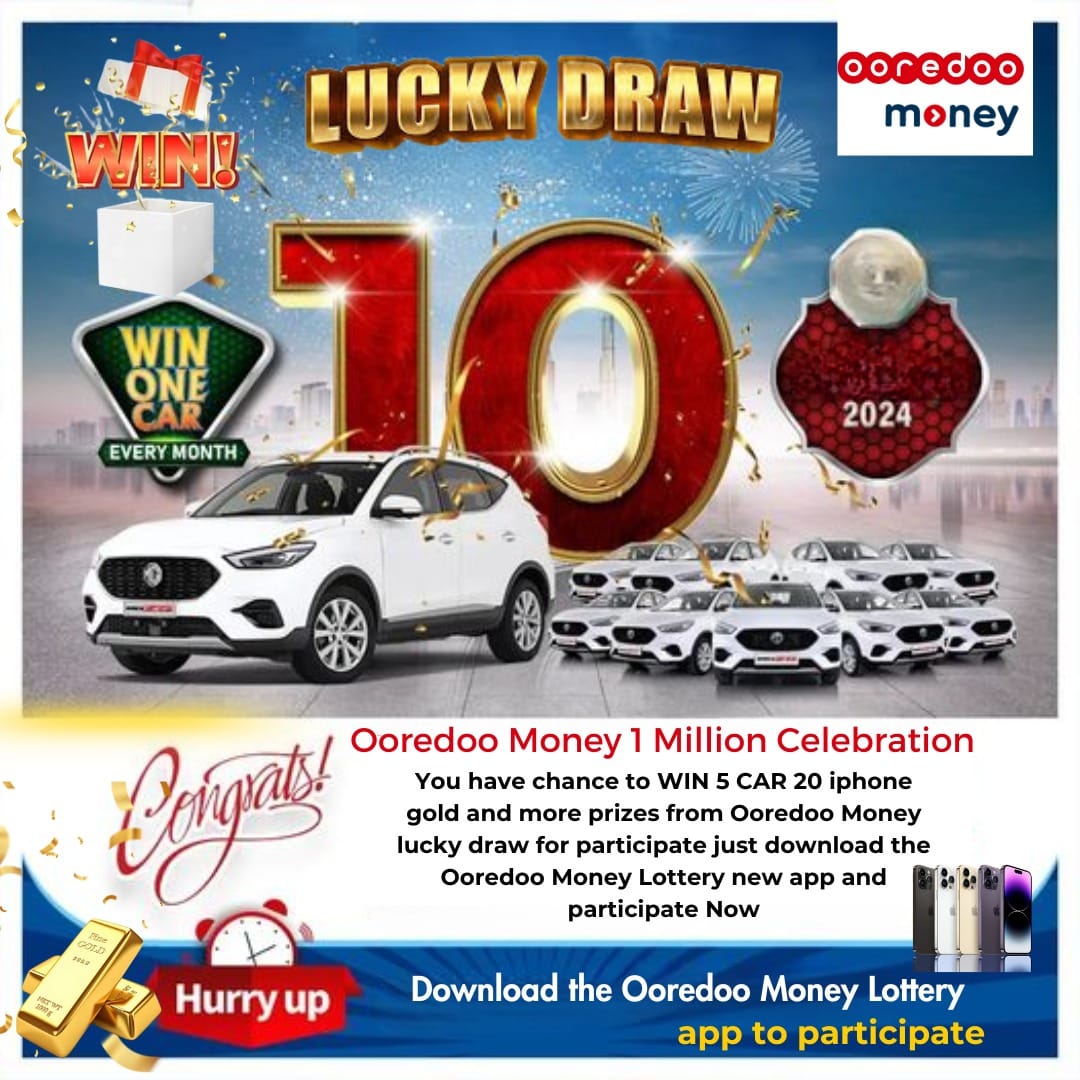 LUCKY DRAW
ooredoo
money
WIN!
10
WIN
ONE
CAR
EVERY MONTH
2024
Ooredoo Money 1 Million Celebration
Congrats!
You have chance to WIN 5 CAR 20 iphone
gold and more prizes from Ooredoo Money
lucky draw for participate just download the
Ooredoo Money Lottery new app and
participate Now
Fine
GOLD
Hurry up
Download the Ooredoo Money Lottery
app to participate